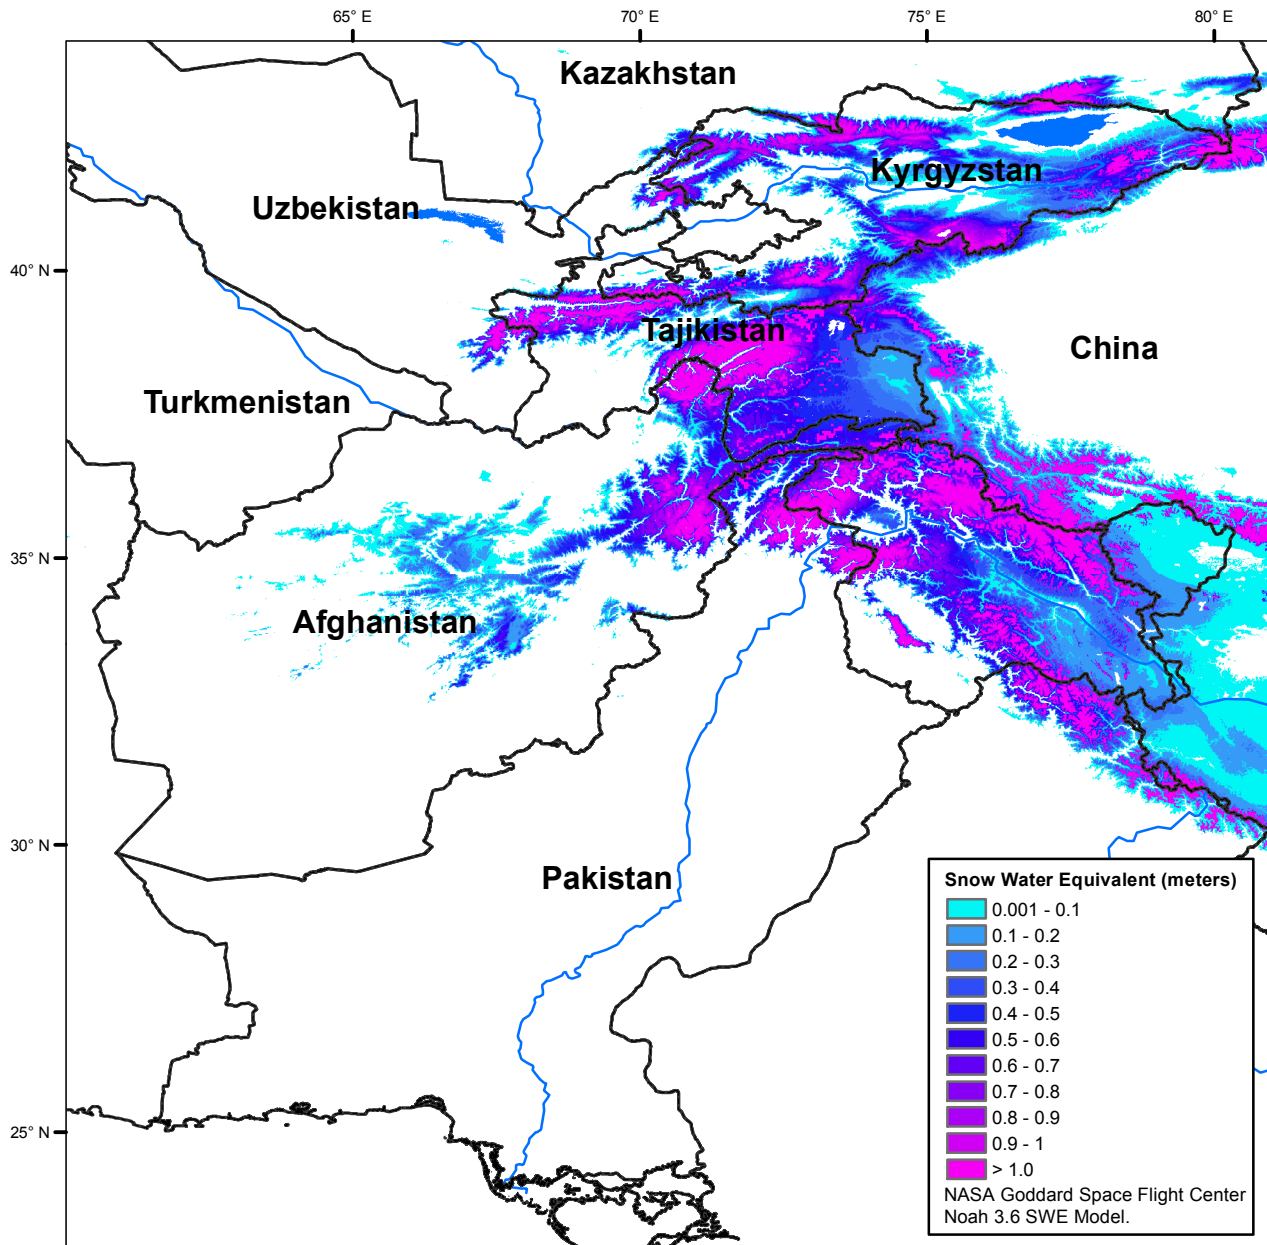 65° E
70° E
75° E
80° E
Kazakhstan
Kyrgyzstan
Uzbekistan
40° N
Tajikistan
China
Turkmenistan
35° N
Afghanistan
30° N
Pakistan
25° N
Snow Water Equivalent (meters)
0.001 - 0.1
0.1 - 0.2
0.2 - 0.3
0.3 - 0.4
0.4 - 0.5
0.5 - 0.6
0.6 - 0.7
0.7 - 0.8
0.8 - 0.9
0.9 - 1
> 1.0
NASA Goddard Space Flight Center
Noah 3.6 SWE Model.